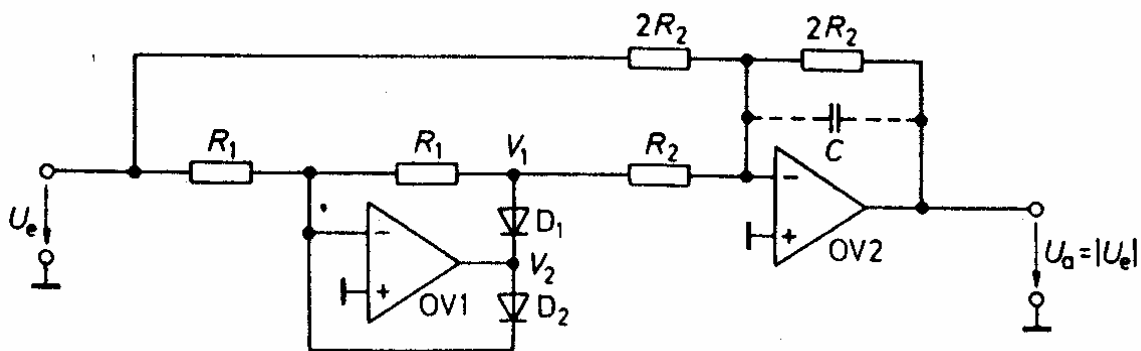 2R₂ 2R₂
R₁ R₁ V₁ R₂ C
Uₑ D₁ OV2 Uₐ=|Uₑ|
V₂
OV1 D₂